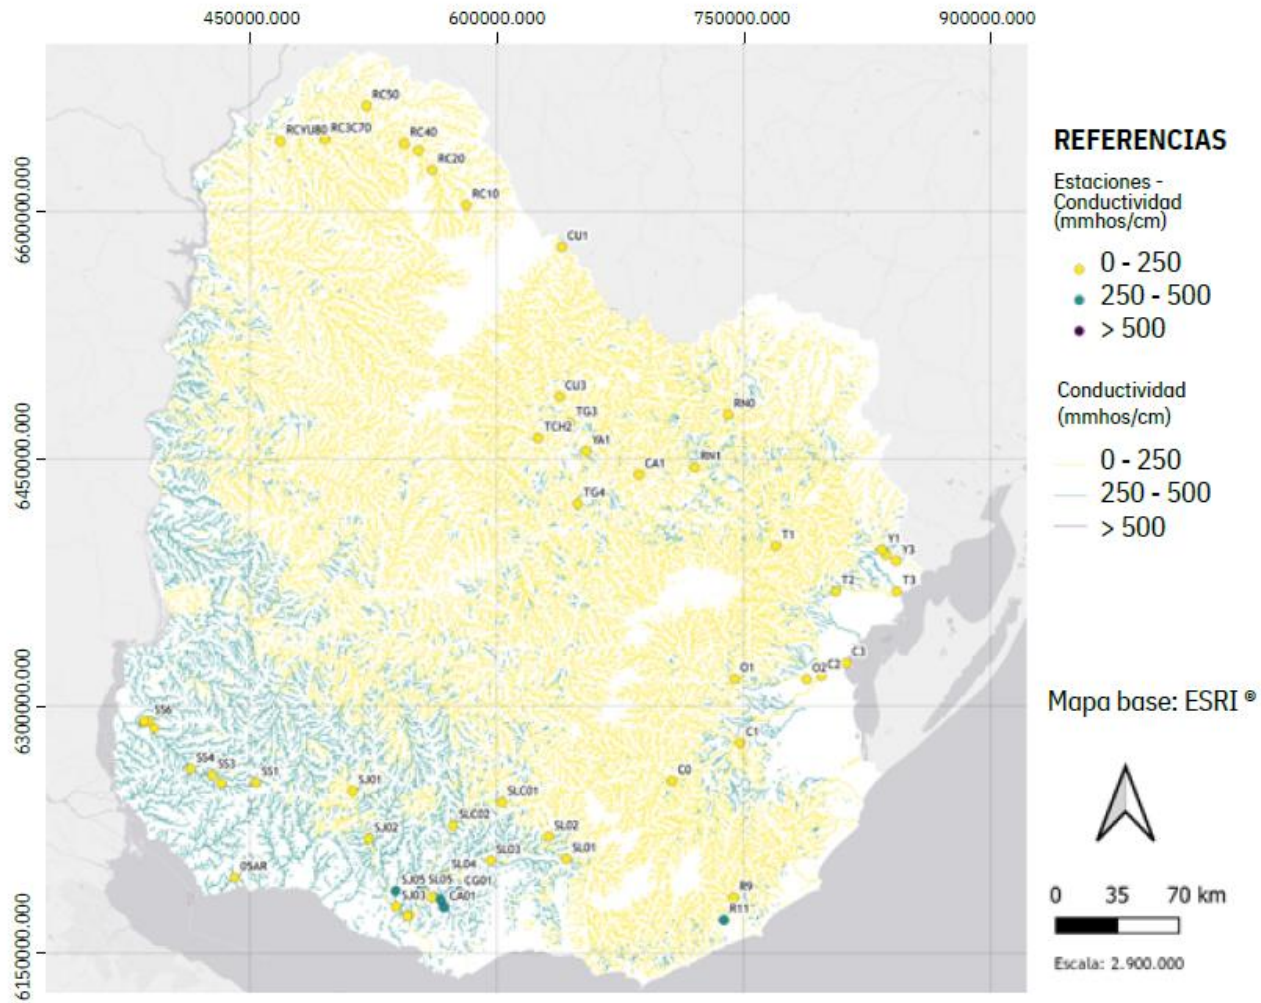 450000.000
600000.000
750000.000
900000.000
6600000.000
6450000.000
6300000.000
6150000.000
RC50
RCYU80
RC3C70
RC40
RC20
RC10
CU1
CU3
TG3
TCH2
YA1
RN0
RN1
CA1
TG4
T1
Y1
Y3
T2
T3
C3
O1
O2
C2
SS6
C1
SS4
SS3
SS1
SJ01
C0
SLC01
SLC02
SJ02
SL02
SL03
SL01
SL04
OSAR
SJ05
SL05
CG01
SJ03
CA01
R9
R11
REFERENCIAS
Estaciones -
Conductividad
(mmhos/cm)
0 - 250
250 - 500
> 500
Conductividad
(mmhos/cm)
0 - 250
250 - 500
> 500
Mapa base: ESRI ®
0 35 70 km
Escala: 2.900.000